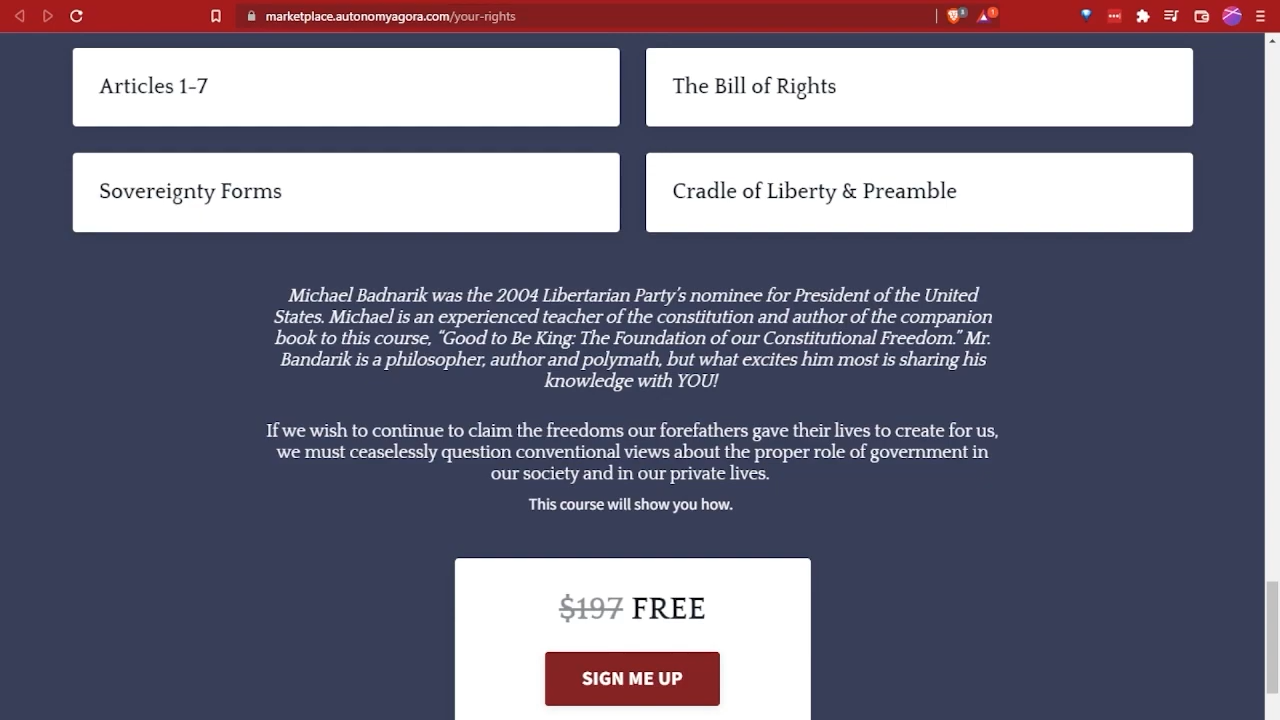 marketplace.autonomyagora.com/your-rights
Articles 1-7
The Bill of Rights
Sovereignty Forms
Cradle of Liberty & Preamble
Michael Badnarik was the 2004 Libertarian Party’s nominee for President of the United
States. Michael is an experienced teacher of the constitution and author of the companion
book to this course, “Good to Be King: The Foundation of our Constitutional Freedom.” Mr.
Bandarik is a philosopher, author and polymath, but what excites him most is sharing his
knowledge with YOU!
If we wish to continue to claim the freedoms our forefathers gave their lives to create for us,
we must ceaselessly question conventional views about the proper role of government in
our society and in our private lives.
This course will show you how.
$197 FREE
SIGN ME UP